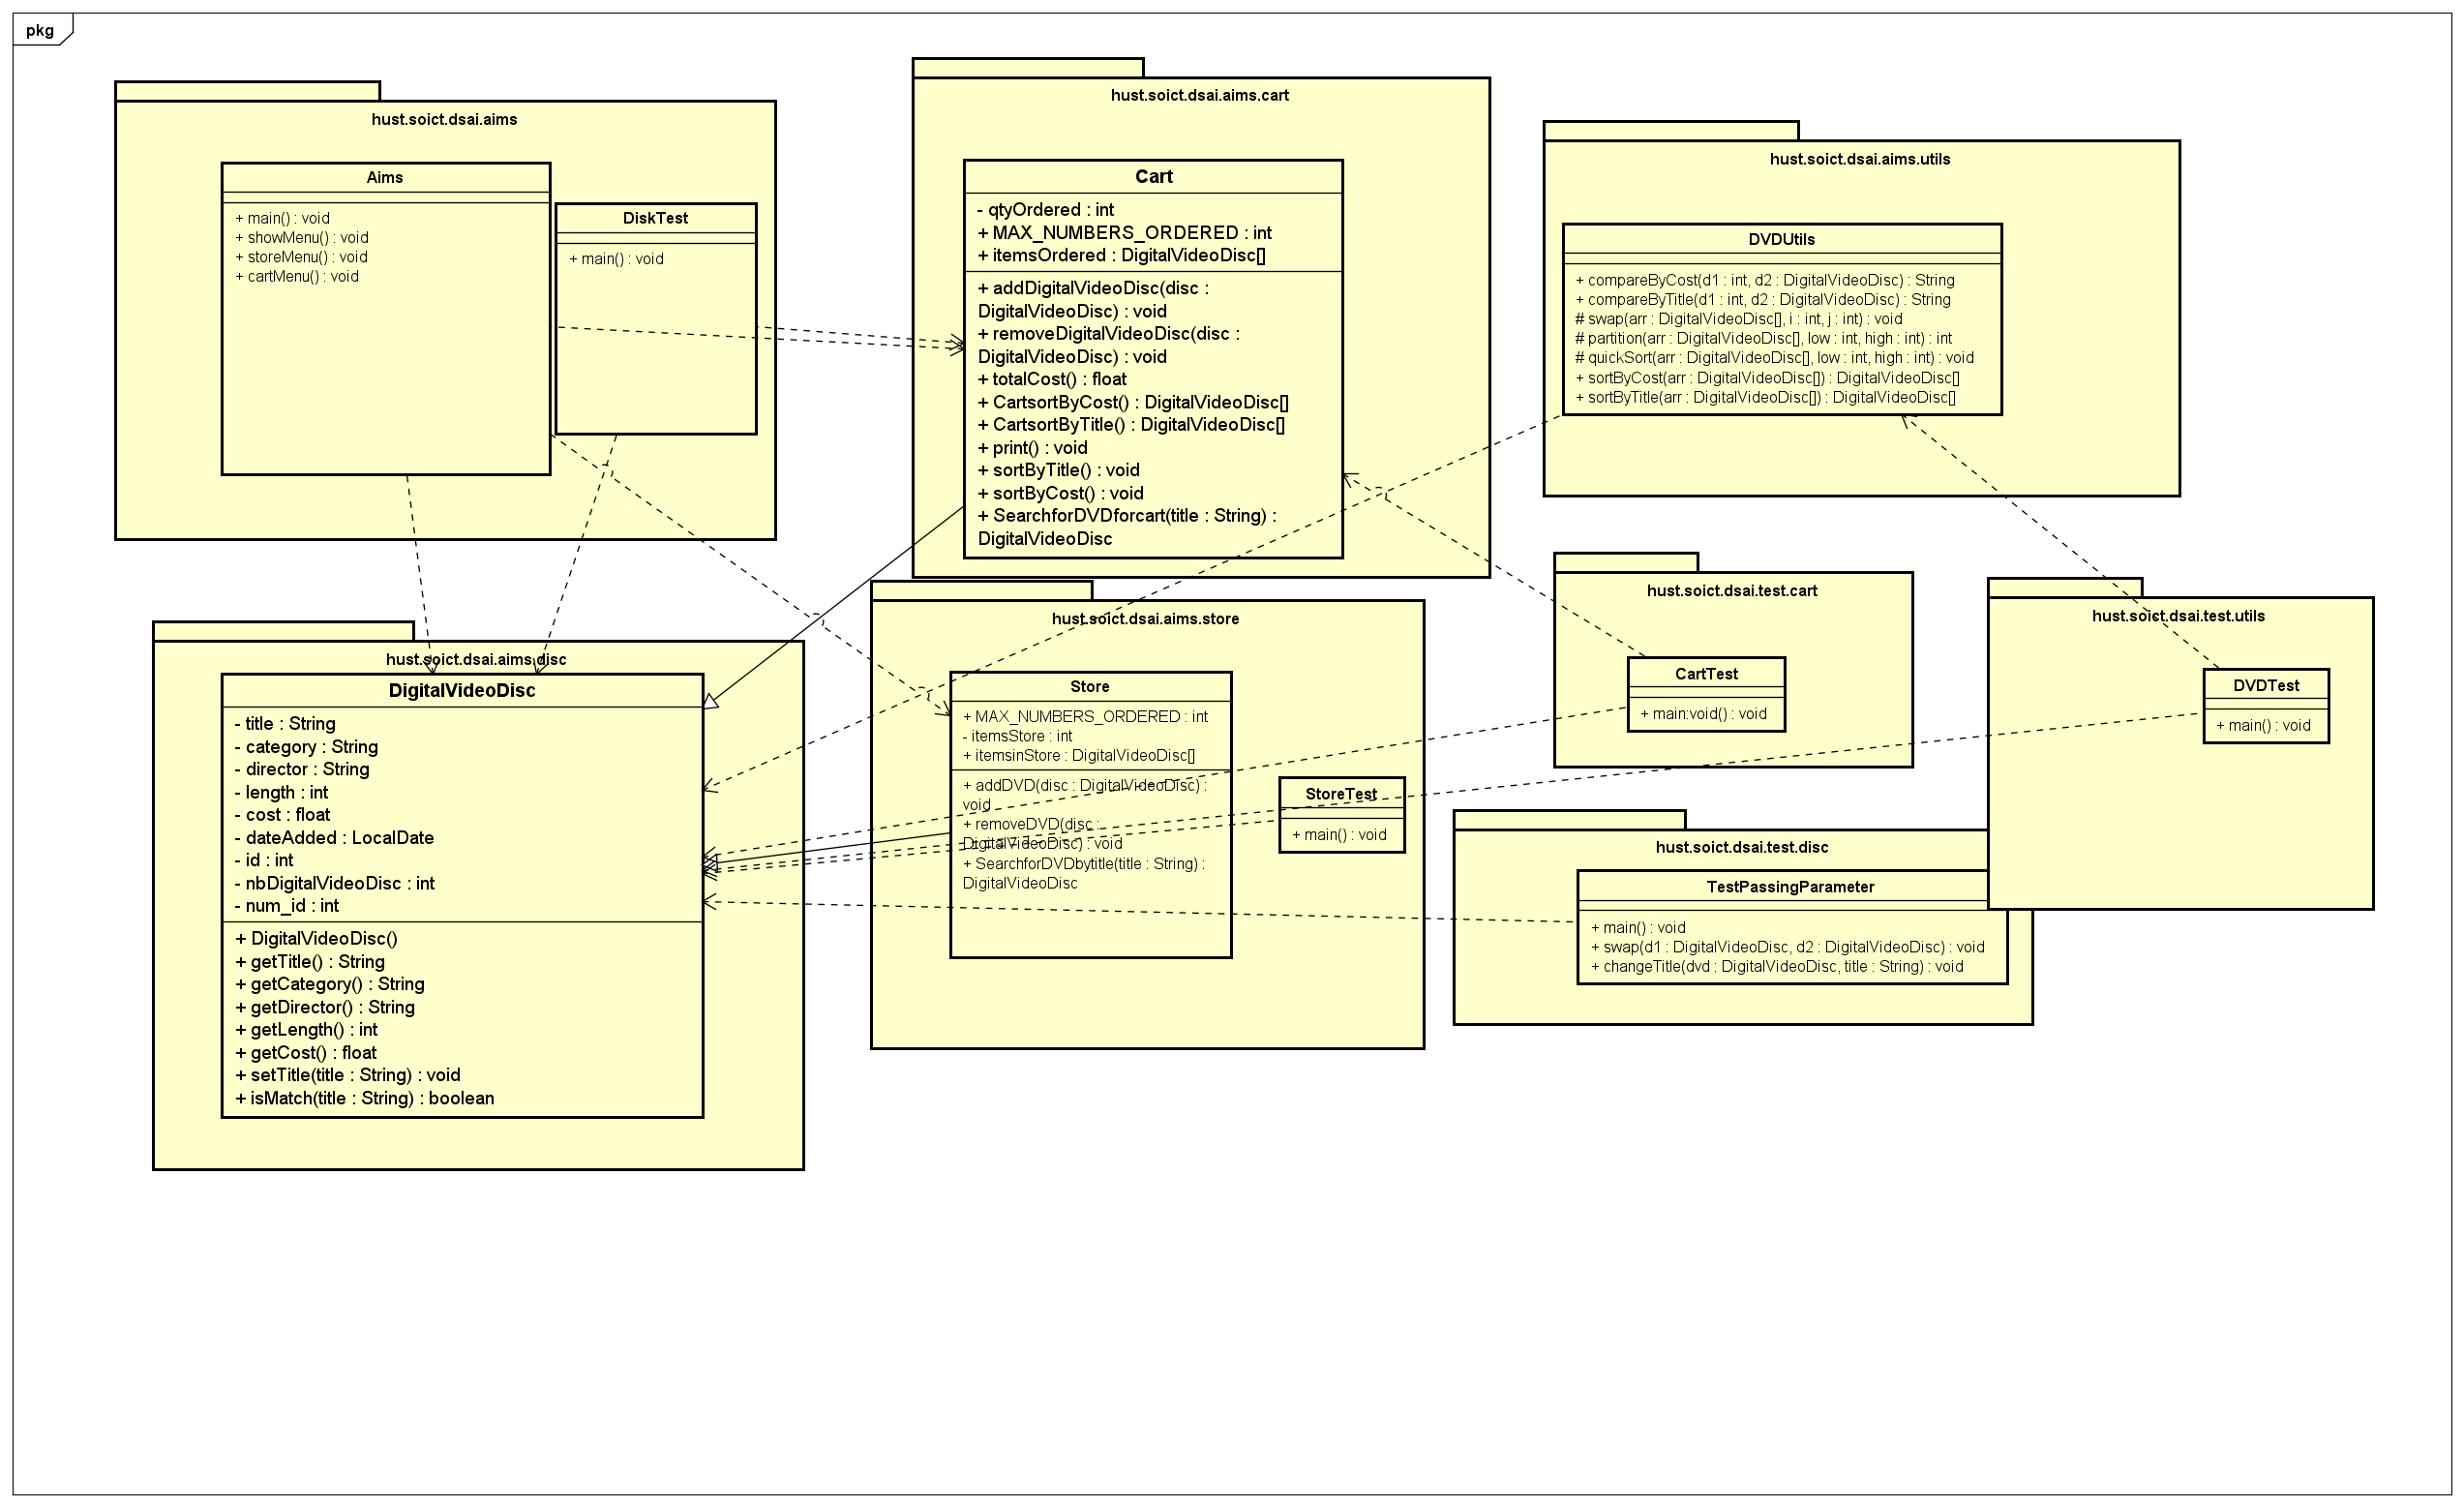 pkg
hust.soict.dsai.aims
Aims
+ main() : void
+ showMenu() : void
+ storeMenu() : void
+ cartMenu() : void
DiskTest
+ main() : void
hust.soict.dsai.aims.cart
Cart
- qtyOrdered : int
+ MAX_NUMBERS_ORDERED : int
+ itemsOrdered : DigitalVideoDisc[]
+ addDigitalVideoDisc(disc :
DigitalVideoDisc) : void
+ removeDigitalVideoDisc(disc :
DigitalVideoDisc) : void
+ totalCost() : float
+ CartsortByCost() : DigitalVideoDisc[]
+ CartsortByTitle() : DigitalVideoDisc[]
+ print() : void
+ sortByTitle() : void
+ sortByCost() : void
+ SearchforDVDforcart(title : String) :
DigitalVideoDisc
hust.soict.dsai.aims.utils
DVDUtils
+ compareByCost(d1 : int, d2 : DigitalVideoDisc) : String
+ compareByTitle(d1 : int, d2 : DigitalVideoDisc) : String
# swap(arr : DigitalVideoDisc[], i : int, j : int) : void
# partition(arr : DigitalVideoDisc[], low : int, high : int) : int
# quickSort(arr : DigitalVideoDisc[], low : int, high : int) : void
+ sortByCost(arr : DigitalVideoDisc[]) : DigitalVideoDisc[]
+ sortByTitle(arr : DigitalVideoDisc[]) : DigitalVideoDisc[]
hust.soict.dsai.aims.disc
DigitalVideoDisc
- title : String
- category : String
- director : String
- length : int
- cost : float
- dateAdded : LocalDate
- id : int
- nbDigitalVideoDisc : int
- num_id : int
+ DigitalVideoDisc()
+ getTitle() : String
+ getCategory() : String
+ getDirector() : String
+ getLength() : int
+ getCost() : float
+ setTitle(title : String) : void
+ isMatch(title : String) : boolean
hust.soict.dsai.aims.store
Store
+ MAX_NUMBERS_ORDERED : int
- itemsStore : int
+ itemsinStore : DigitalVideoDisc[]
+ addDVD(disc : DigitalVideoDisc) :
void
+ removeDVD(disc :
DigitalVideoDisc) : void
+ SearchforDVDbytitle(title : String) :
DigitalVideoDisc
StoreTest
+ main() : void
hust.soict.dsai.test.cart
CartTest
+ main:void() : void
hust.soict.dsai.test.utils
DVDTest
+ main() : void
hust.soict.dsai.test.disc
TestPassingParameter
+ main() : void
+ swap(d1 : DigitalVideoDisc, d2 : DigitalVideoDisc) : void
+ changeTitle(dvd : DigitalVideoDisc, title : String) : void